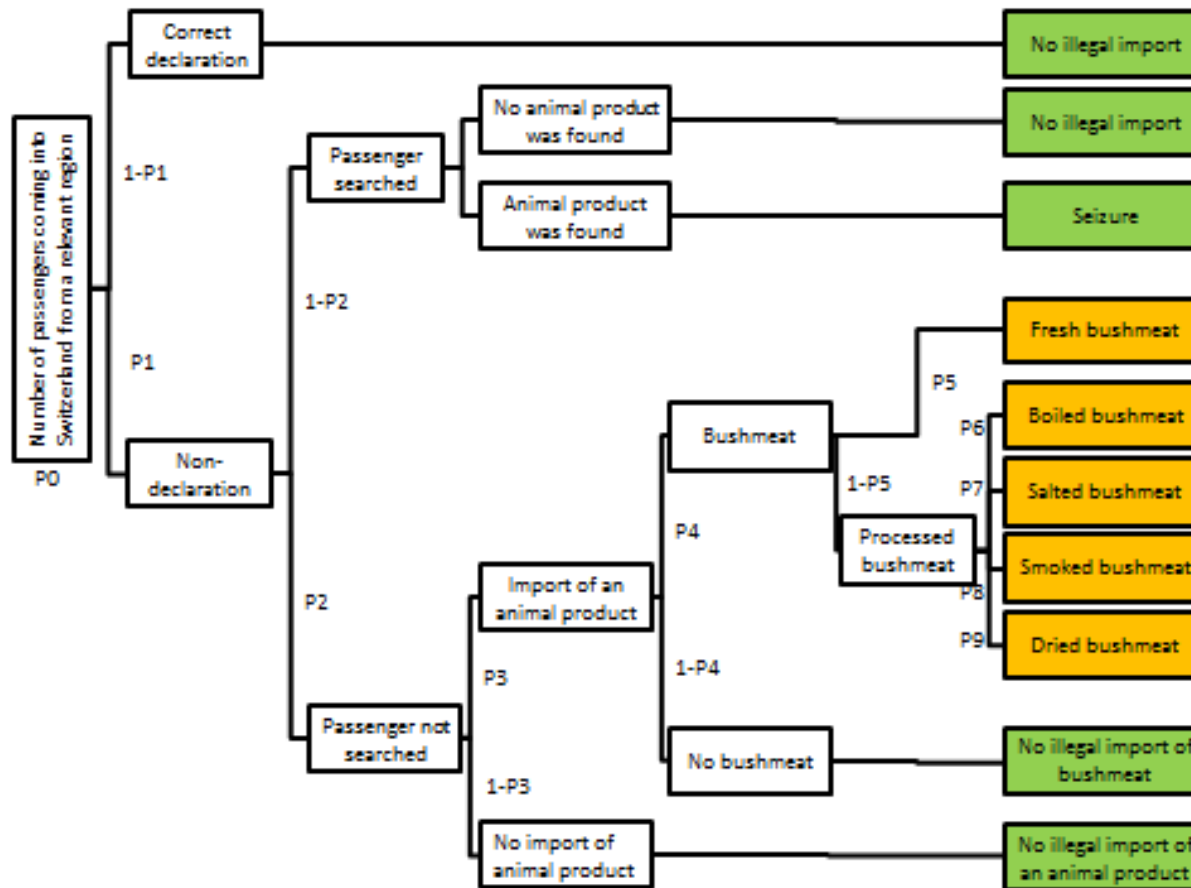 Correct
declaration
No illegal import
No animal product
was found
No illegal import
Number of passengers coming into
Switzerland from a relevant region
1-P1
Passenger
searched
Animal product
was found
Seizure
1-P2
Fresh bushmeat
P1
P5
Bushmeat
P6
Boiled bushmeat
Non-
declaration
P0
1-P5
P7
Salted bushmeat
P4
Processed
bushmeat
P2
Import of an
animal product
P8
Smoked bushmeat
P9
Dried bushmeat
P3
1-P4
Passenger not
searched
No bushmeat
No illegal import of
bushmeat
1-P3
No import of
animal product
No illegal import of
an animal product